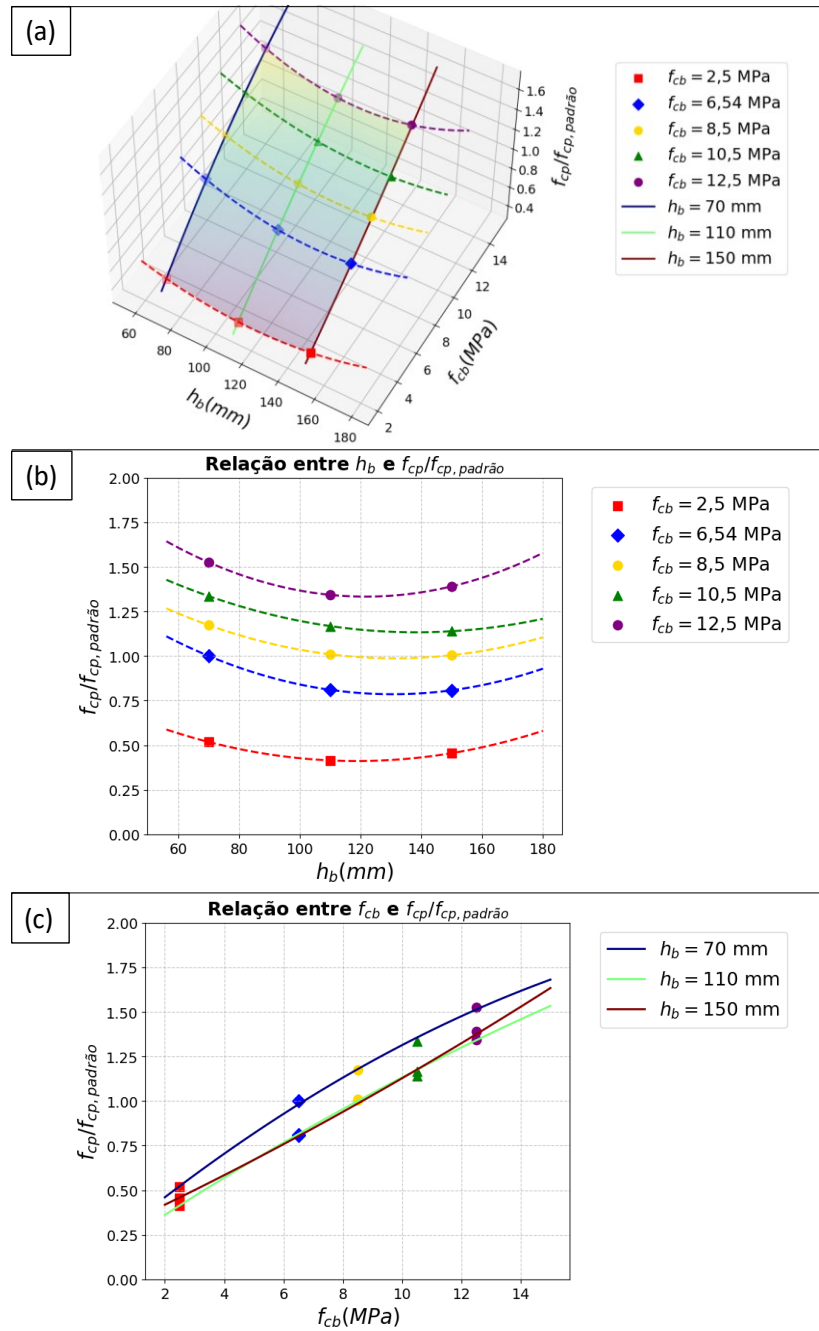 (a)
f_cb = 2,5 MPa
f_cb = 6,54 MPa
f_cb = 8,5 MPa
f_cb = 10,5 MPa
f_cb = 12,5 MPa
h_b = 70 mm
h_b = 110 mm
h_b = 150 mm
1.6
1.4
1.2
1.0
0.8
0.6
0.4
f_cp/f_cp,padrão
14
12
10
8
6
4
2
f_cb(MPa)
60
80
100
120
140
160
180
h_b(mm)
(b)
Relação entre h_b e f_cp/f_cp,padrão
2.00
1.75
1.50
1.25
1.00
0.75
0.50
0.25
0.00
f_cp/f_cp,padrão
60 80 100 120 140 160 180
h_b(mm)
f_cb = 2,5 MPa
f_cb = 6,54 MPa
f_cb = 8,5 MPa
f_cb = 10,5 MPa
f_cb = 12,5 MPa
(c)
Relação entre f_cb e f_cp/f_cp,padrão
2.00
1.75
1.50
1.25
1.00
0.75
0.50
0.25
0.00
f_cp/f_cp,padrão
2 4 6 8 10 12 14
f_cb(MPa)
h_b = 70 mm
h_b = 110 mm
h_b = 150 mm